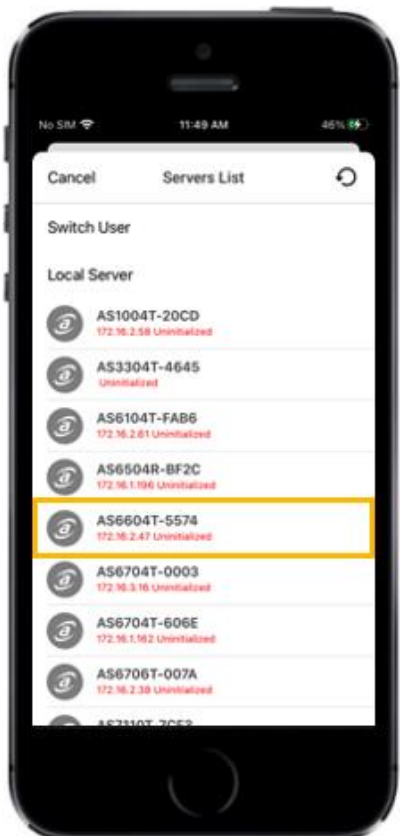 No SIM 11:49 AM 46%
Cancel Servers List
Switch User
Local Server
AS1004T-20CD
172.16.2.58 Uninitialized
AS3304T-4645
Uninitialized
AS6104T-FAB6
172.16.2.61 Uninitialized
AS6504R-BF2C
172.16.1.196 Uninitialized
AS6604T-5574
172.16.2.47 Uninitialized
AS6704T-0003
172.16.3.16 Uninitialized
AS6704T-606E
172.16.1.162 Uninitialized
AS6706T-007A
172.16.2.38 Uninitialized